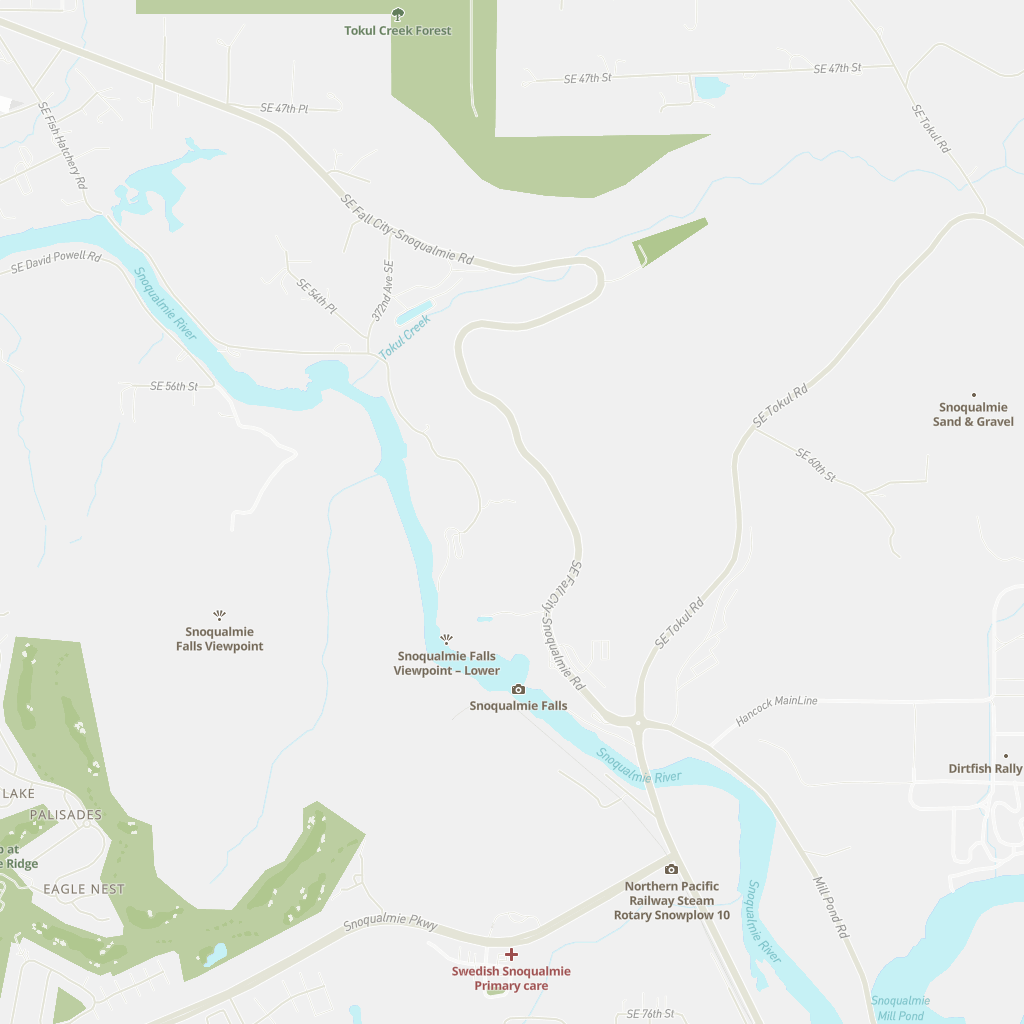 Tokul Creek Forest
SE 47th St
SE 47th St
SE 47th Pl
SE Fish Hatchery Rd
SE Tokul Rd
SE Fall City-Snoqualmie Rd
SE David Powell Rd
Snoqualmie River
SE 54th Pl
372nd Ave SE
Tokul Creek
SE 56th St
SE Tokul Rd
Snoqualmie
Sand & Gravel
SE 60th St
SE Fall City-Snoqualmie Rd
SE Tokul Rd
Snoqualmie
Falls Viewpoint
Snoqualmie Falls
Viewpoint – Lower
Snoqualmie Falls
Hancock MainLine
Snoqualmie River
Dirtfish Rally
LAKE
PALISADES
p at
e Ridge
EAGLE NEST
Northern Pacific
Railway Steam
Rotary Snowplow 10
Snoqualmie Pkwy
Snoqualmie River
Mill Pond Rd
Swedish Snoqualmie
Primary care
SE 76th St
Snoqualmie
Mill Pond